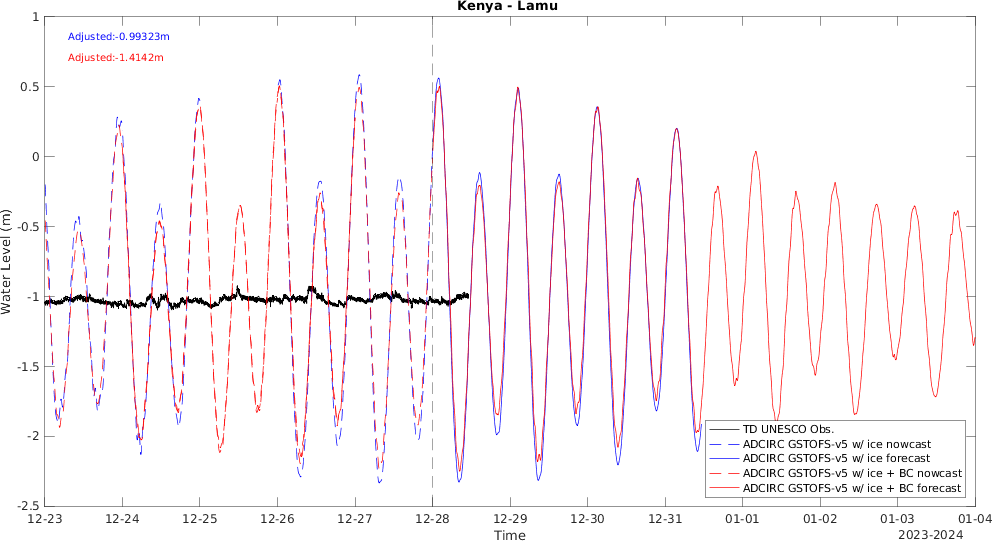 Kenya - Lamu
Adjusted:-0.99323m
Adjusted:-1.4142m
Water Level (m)
1
0.5
0
-0.5
-1
-1.5
-2
-2.5
TD UNESCO Obs.
ADCIRC GSTOFS-v5 w/ ice nowcast
ADCIRC GSTOFS-v5 w/ ice forecast
ADCIRC GSTOFS-v5 w/ ice + BC nowcast
ADCIRC GSTOFS-v5 w/ ice + BC forecast
12-23 12-24 12-25 12-26 12-27 12-28 12-29 12-30 12-31 01-01 01-02 01-03 01-04
Time
2023-2024